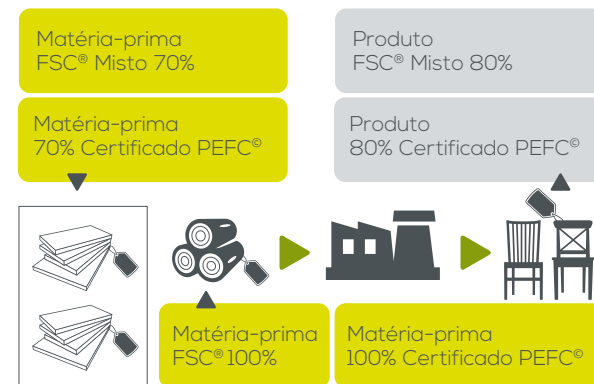 Matéria-prima
FSC® Misto 70%
Produto
FSC® Misto 80%
Matéria-prima
70% Certificado PEFC©
Produto
80% Certificado PEFC©
Matéria-prima
FSC® 100%
Matéria-prima
100% Certificado PEFC©